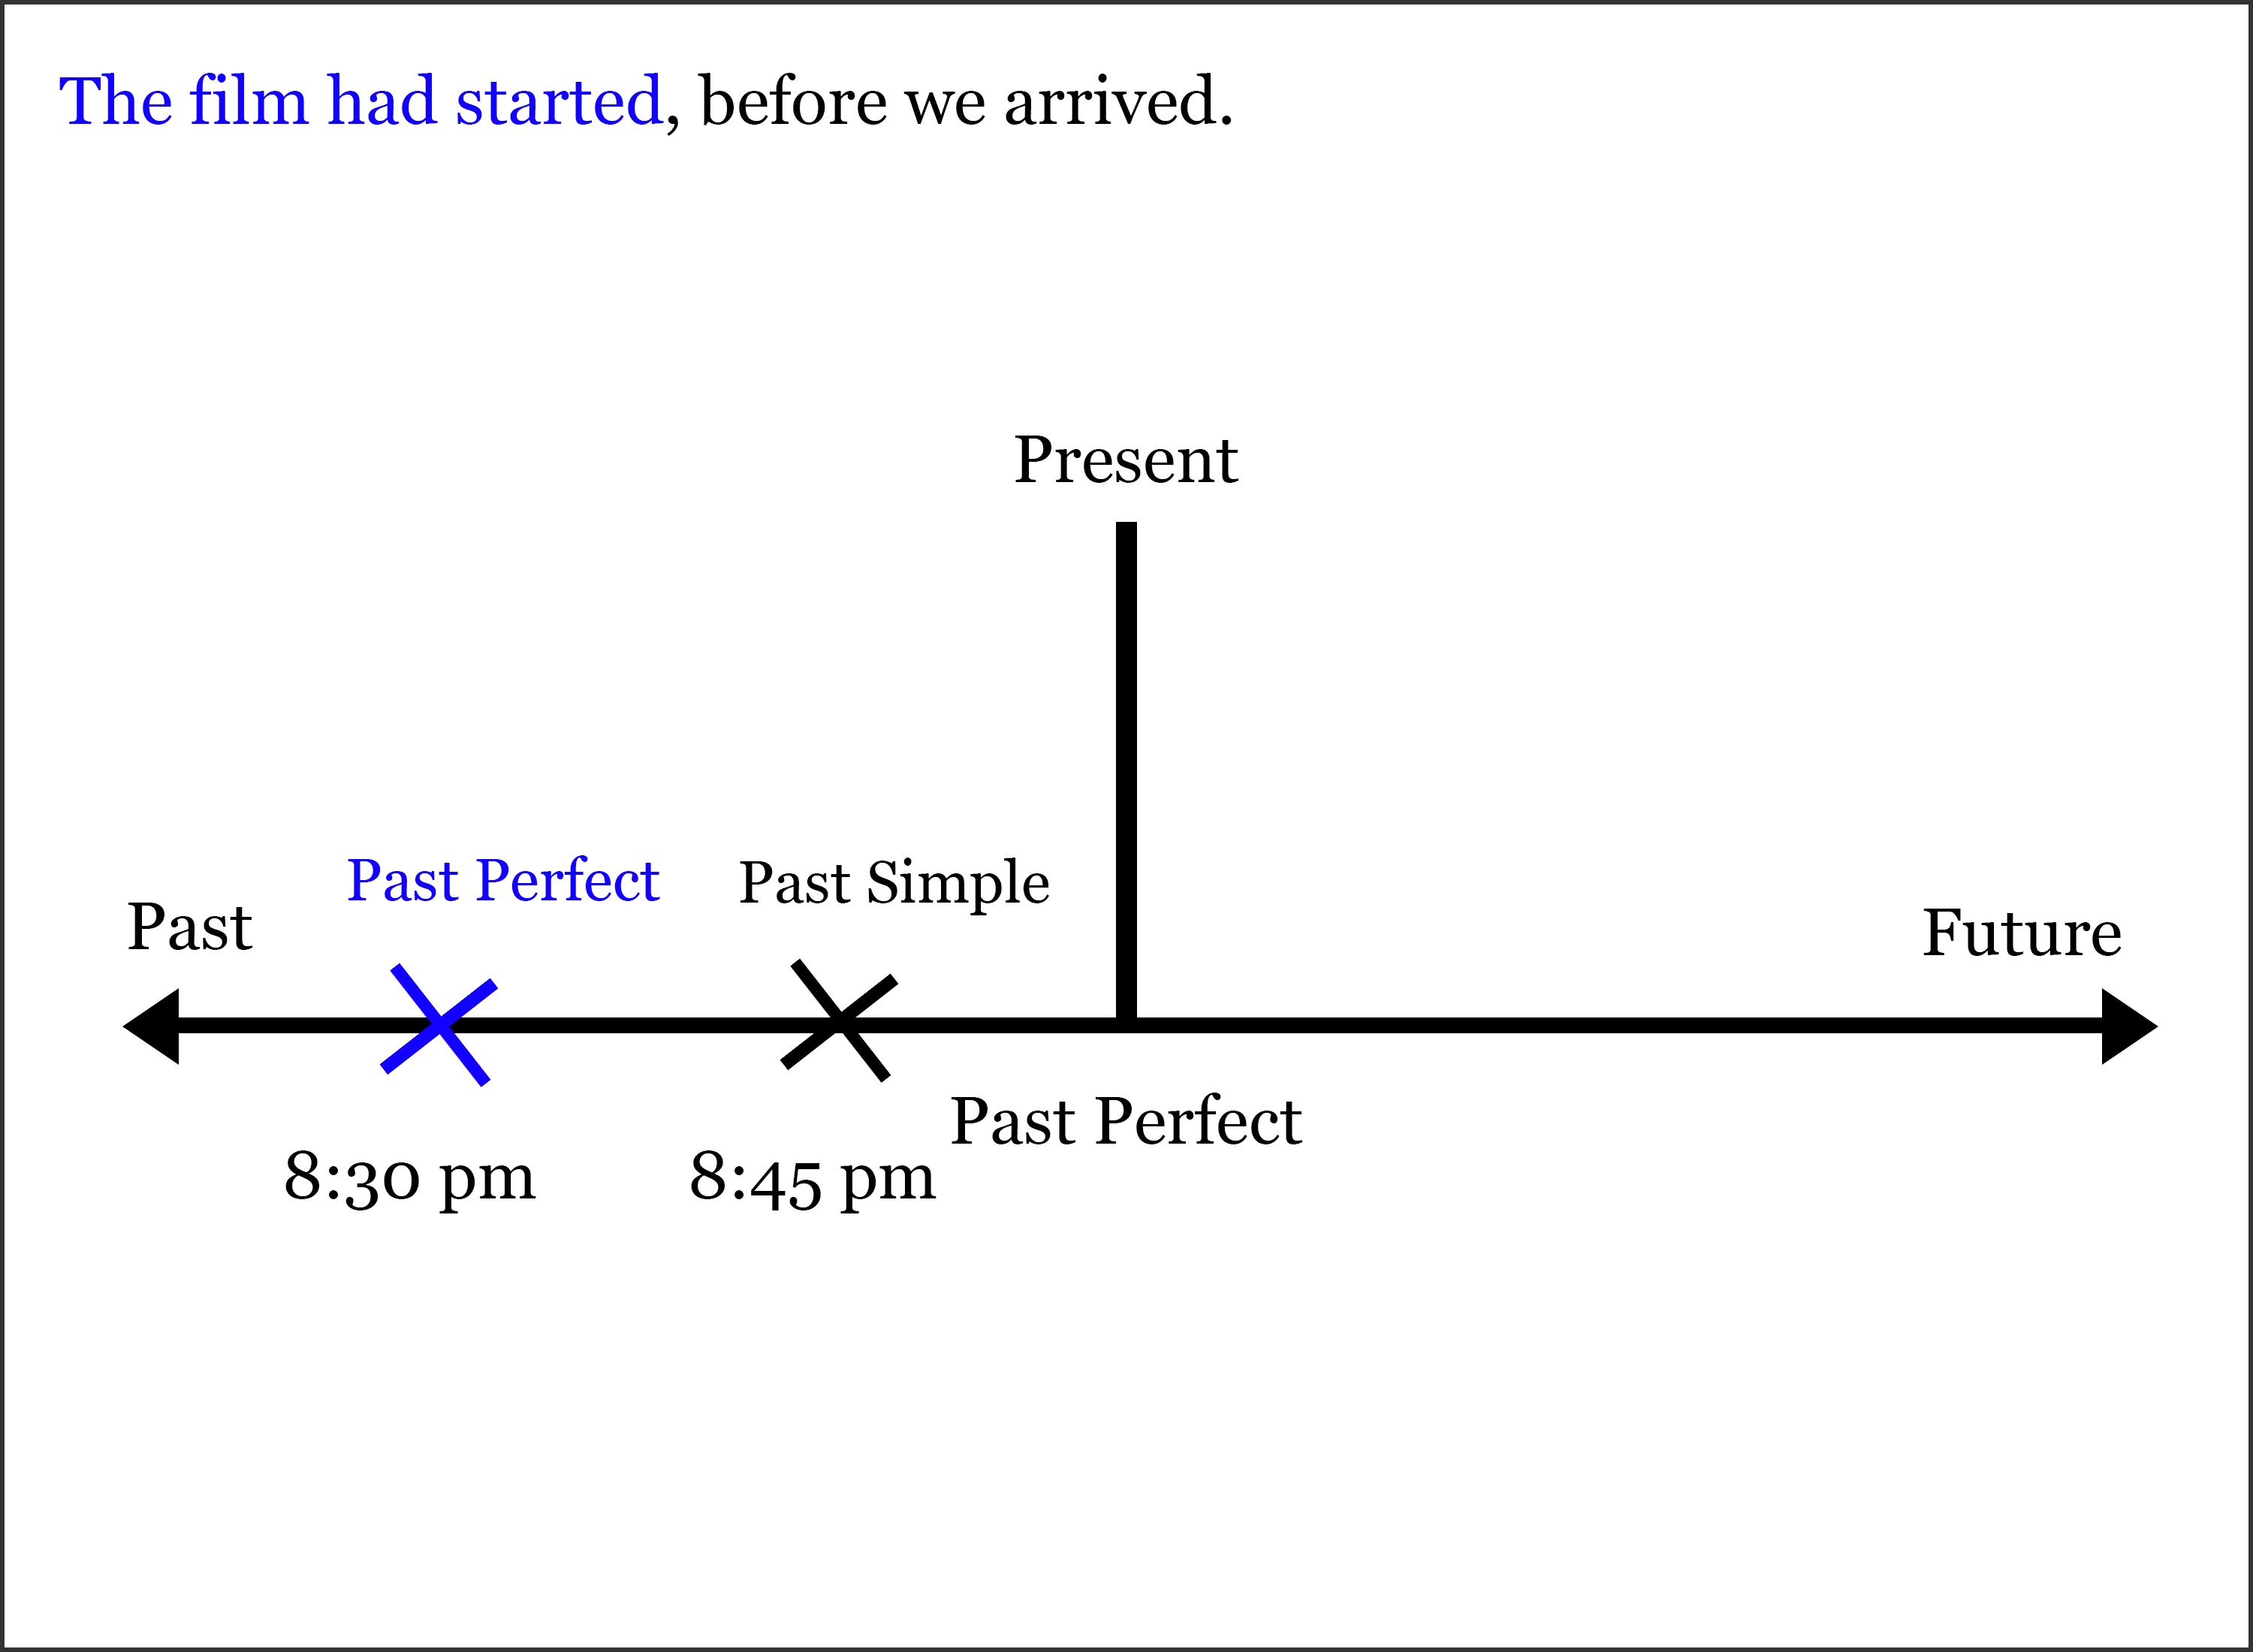 The film had started, before we arrived.
Present
Past Perfect
Past Simple
Past
Future
Past Perfect
8:30 pm
8:45 pm